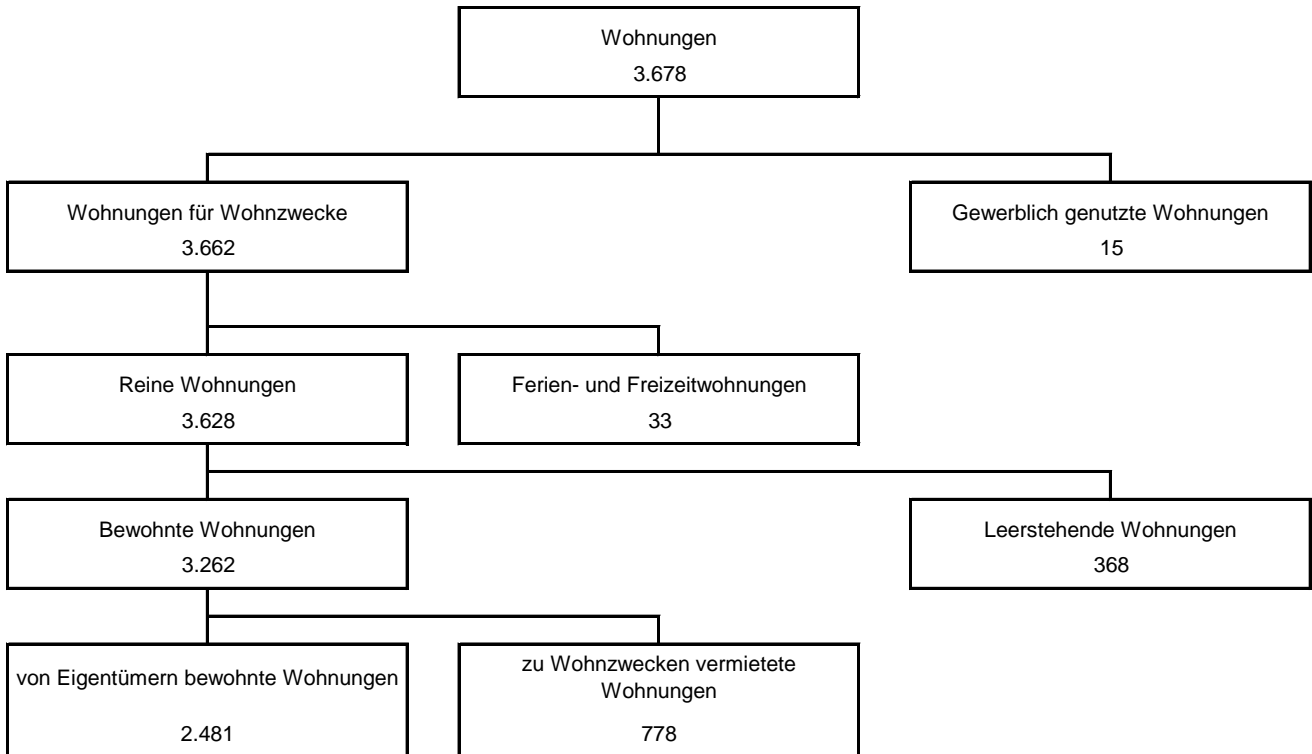 Wohnungen
3.678
Wohnungen für Wohnzwecke
3.662
Gewerblich genutzte Wohnungen
15
Reine Wohnungen
3.628
Ferien- und Freizeitwohnungen
33
Bewohnte Wohnungen
3.262
Leerstehende Wohnungen
368
von Eigentümern bewohnte Wohnungen
2.481
zu Wohnzwecken vermietete
Wohnungen
778